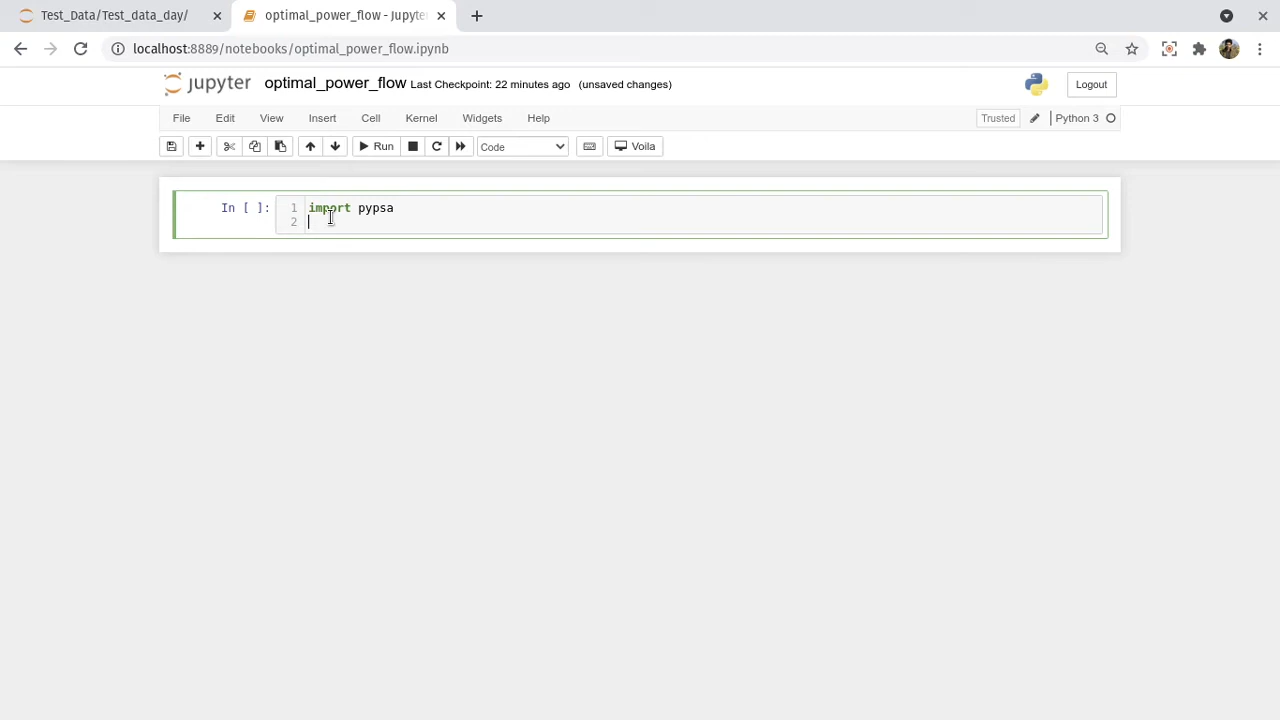 Test_Data/Test_data_day/
optimal_power_flow - Jupyte
localhost:8889/notebooks/optimal_power_flow.ipynb
jupyter optimal_power_flow Last Checkpoint: 22 minutes ago (unsaved changes) Logout
File Edit View Insert Cell Kernel Widgets Help Trusted Python 3
Run Code Voila
In [ ]: 1 import pypsa
2